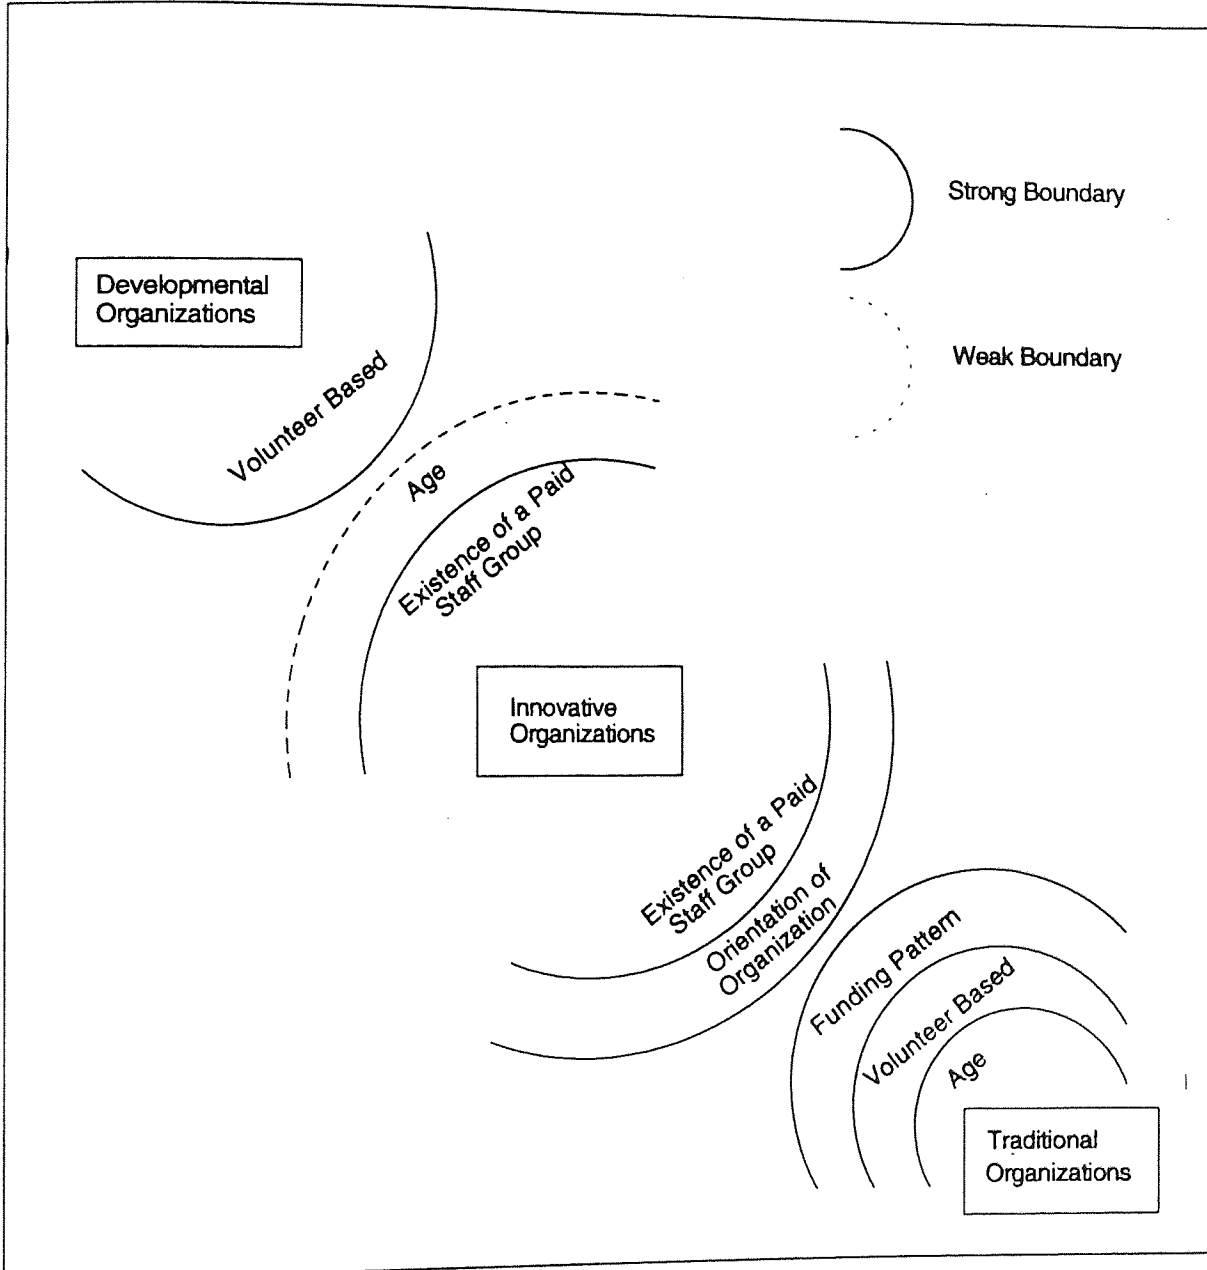 Strong Boundary
Developmental
Organizations
Weak Boundary
Volunteer Based
Age
Existence of a Paid
Staff Group
Innovative
Organizations
Existence of a Paid
Staff Group
Orientation of
Organization
Funding Pattern
Volunteer Based
Age
Traditional
Organizations